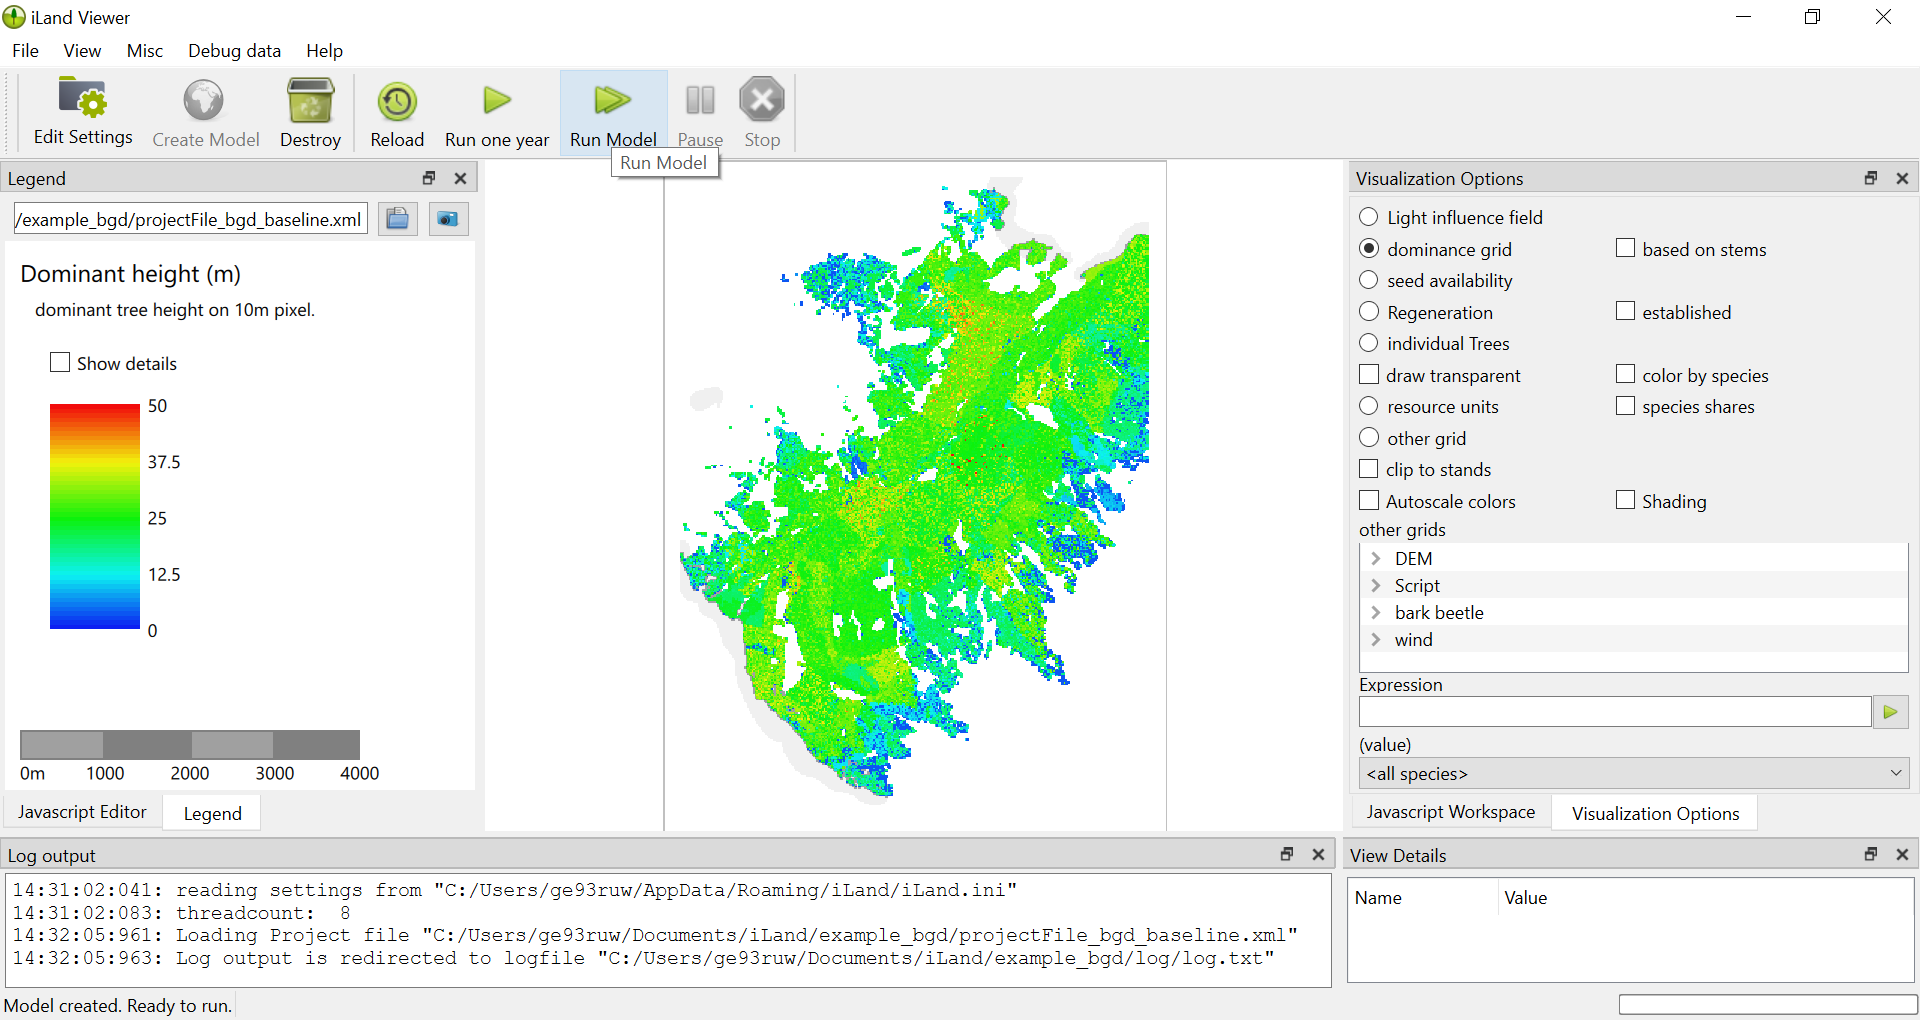 iLand Viewer
File View Misc Debug data Help
Edit Settings Create Model Destroy Reload Run one year Run Model Pause Stop
Run Model
Legend
/example_bgd/projectFile_bgd_baseline.xml
Dominant height (m)
dominant tree height on 10m pixel.
Show details
50
37.5
25
12.5
0
0m 1000 2000 3000 4000
Javascript Editor Legend
Visualization Options
Light influence field
dominance grid based on stems
seed availability
Regeneration established
individual Trees
draw transparent color by species
resource units species shares
other grid
clip to stands
Autoscale colors Shading
other grids
DEM
Script
bark beetle
wind
Expression
(value)
<all species>
Javascript Workspace Visualization Options
Log output
14:31:02:041: reading settings from "C:/Users/ge93ruw/AppData/Roaming/iLand/iLand.ini"
14:31:02:083: threadcount: 8
14:32:05:961: Loading Project file "C:/Users/ge93ruw/Documents/iLand/example_bgd/projectFile_bgd_baseline.xml"
14:32:05:963: Log output is redirected to logfile "C:/Users/ge93ruw/Documents/iLand/example_bgd/log/log.txt"
View Details
Name Value
Model created. Ready to run.